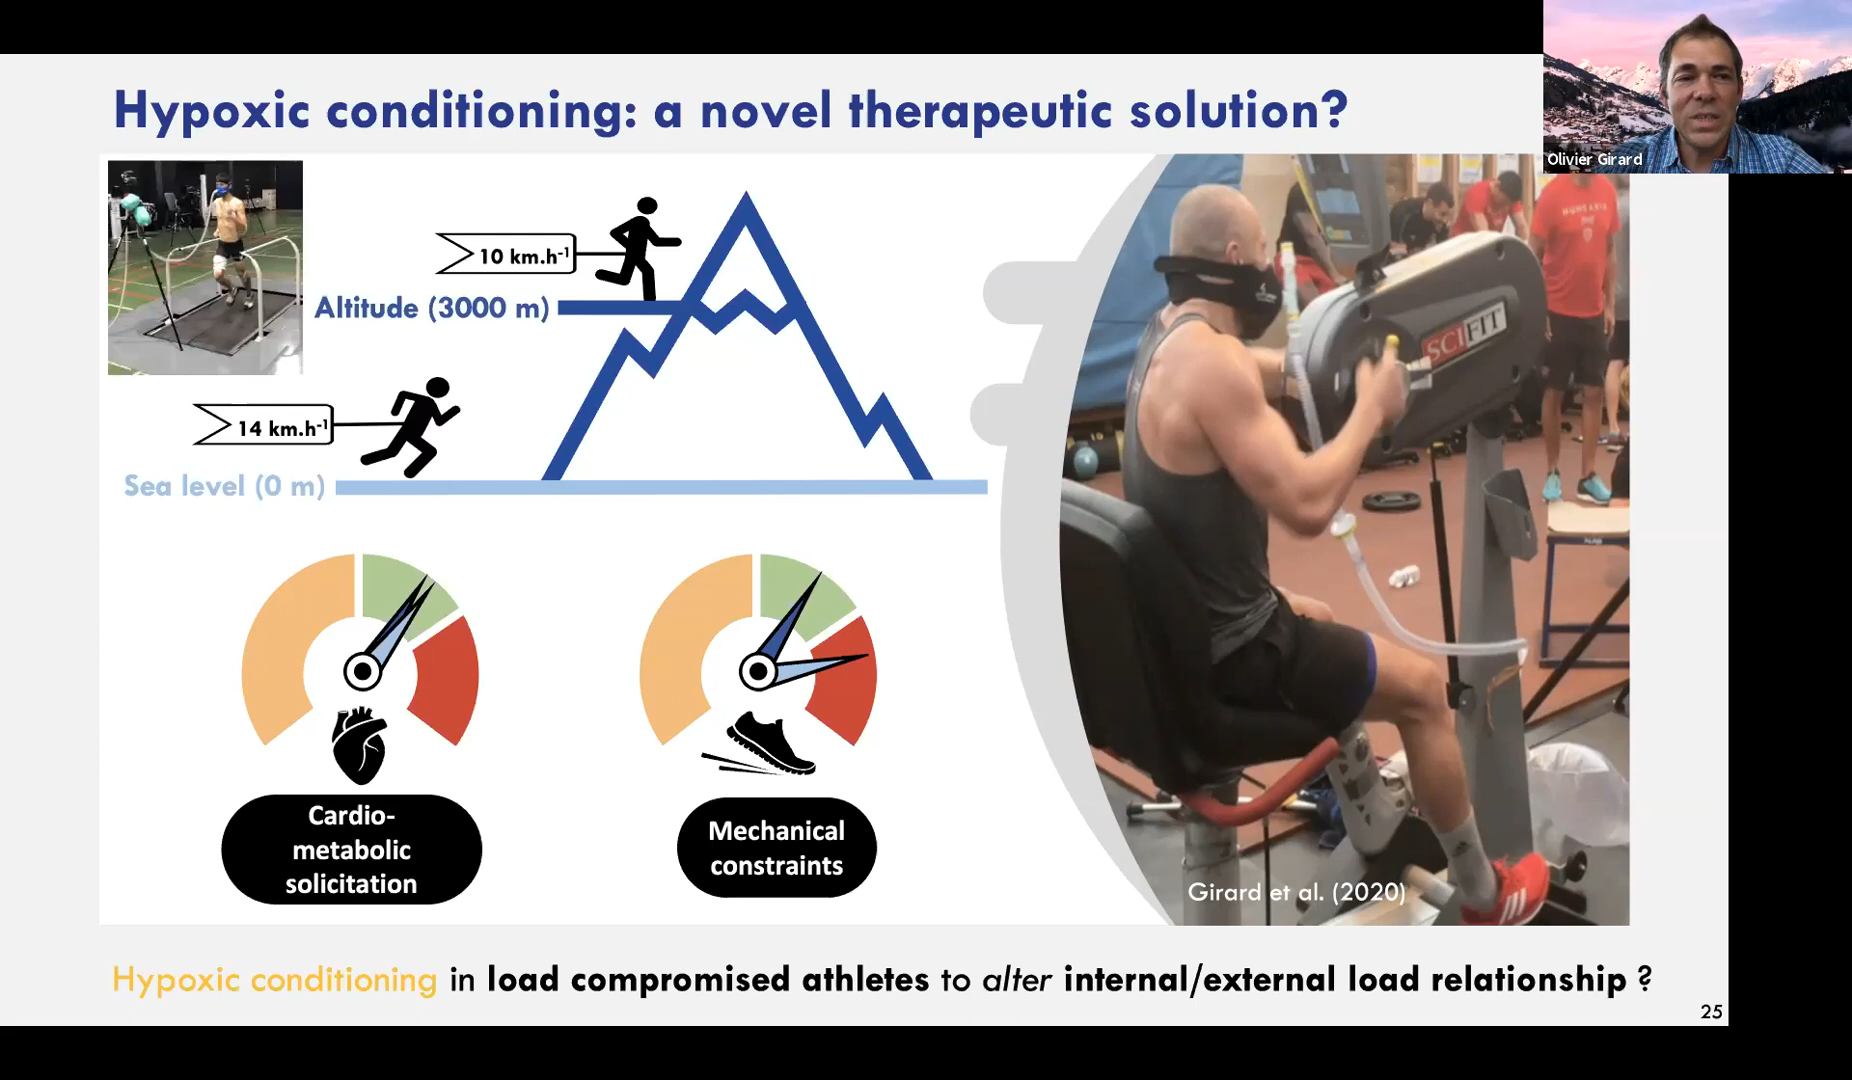 Hypoxic conditioning: a novel therapeutic solution?
Olivier Girard
10 km.h-1
Altitude (3000 m)
14 km.h-1
Sea level (0 m)
HUNGARIA
SCIFIT
Cardio-
metabolic
solicitation
Mechanical
constraints
Girard et al. (2020)
Hypoxic conditioning in load compromised athletes to alter internal/external load relationship ?
25